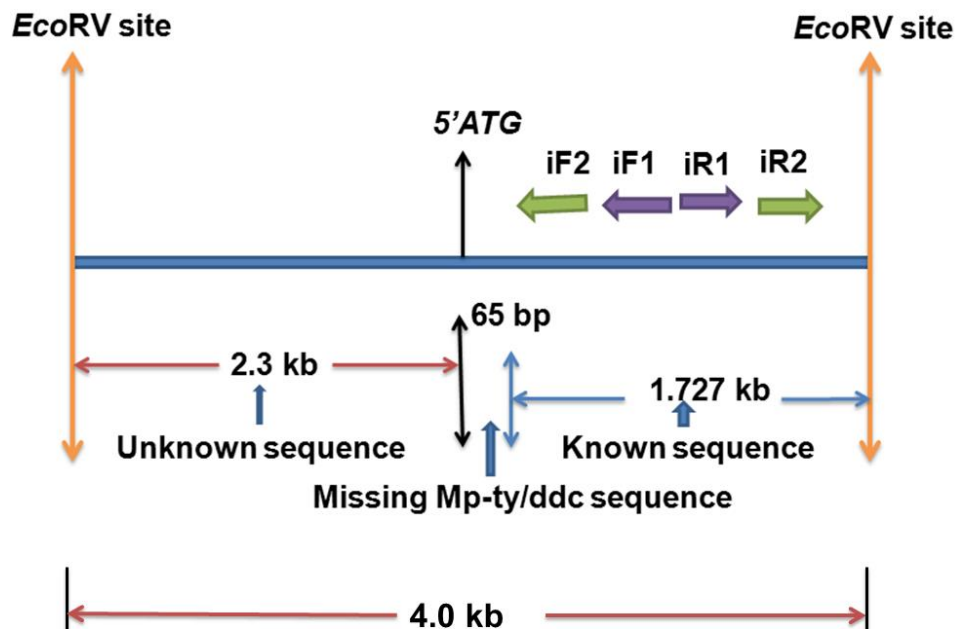 EcoRV site
EcoRV site
5'ATG
iF2 iF1 iR1 iR2
65 bp
2.3 kb
1.727 kb
Unknown sequence
Known sequence
Missing Mp-ty/ddc sequence
4.0 kb